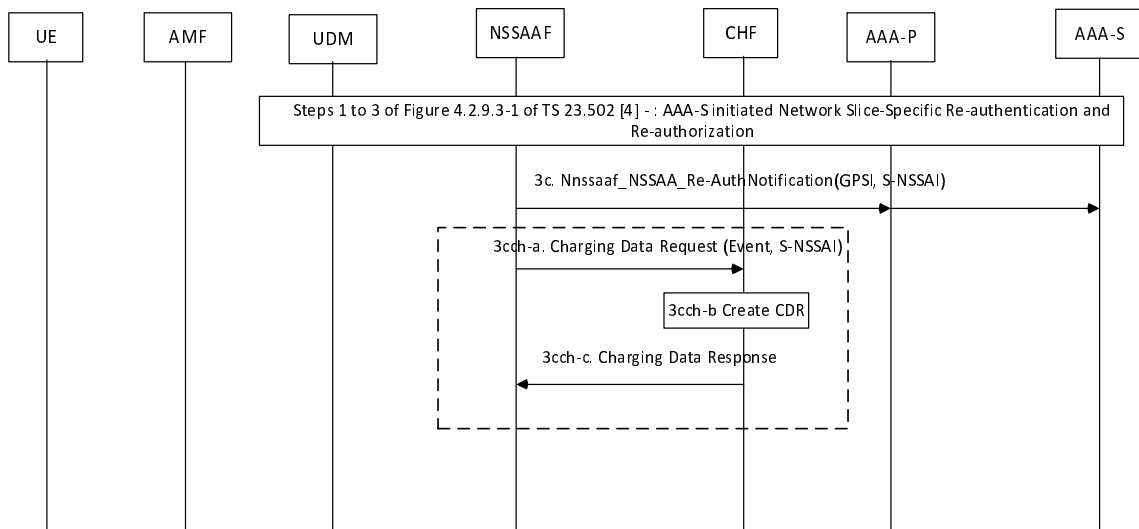 UE
AMF
UDM
NSSAAF
CHF
AAA-P
AAA-S
Steps 1 to 3 of Figure 4.2.9.3-1 of TS 23.502 [4] - : AAA-S initiated Network Slice-Specific Re-authentication and
Re-authorization
3c. Nnssaaf_NSSAA_Re-AuthNotification(GPSI, S-NSSAI)
3cch-a. Charging Data Request (Event, S-NSSAI)
3cch-b Create CDR
3cch-c. Charging Data Response